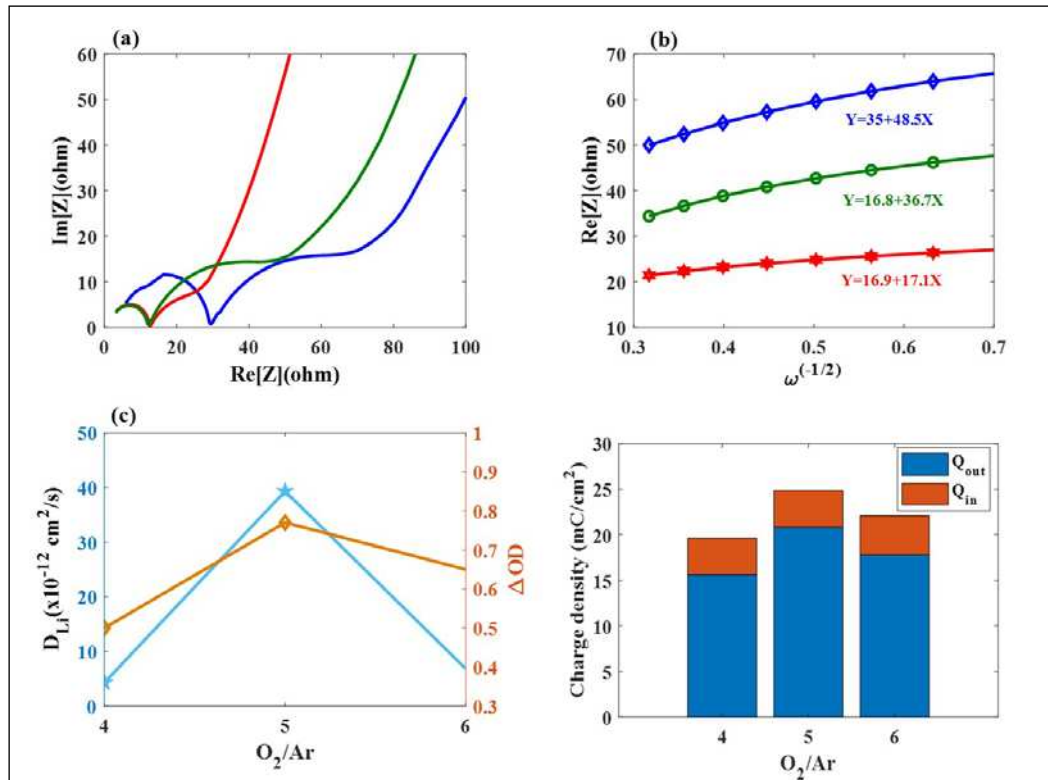 (a)
60
50
40
30
20
10
0
Im[Z](ohm)
0 20 40 60 80 100
Re[Z](ohm)
(b)
70
60
50
40
30
20
10
Re[Z](ohm)
Y=35+48.5X
Y=16.8+36.7X
Y=16.9+17.1X
0.3 0.4 0.5 0.6 0.7
ω^(-1/2)
(c)
50
40
30
20
10
0
D_Li(x10^-12 cm^2/s)
1
0.9
0.8
0.7
0.6
0.5
0.4
0.3
ΔOD
4 5 6
O_2/Ar
30
25
20
15
10
5
0
Charge density (mC/cm^2)
Q_out
Q_in
4 5 6
O_2/Ar